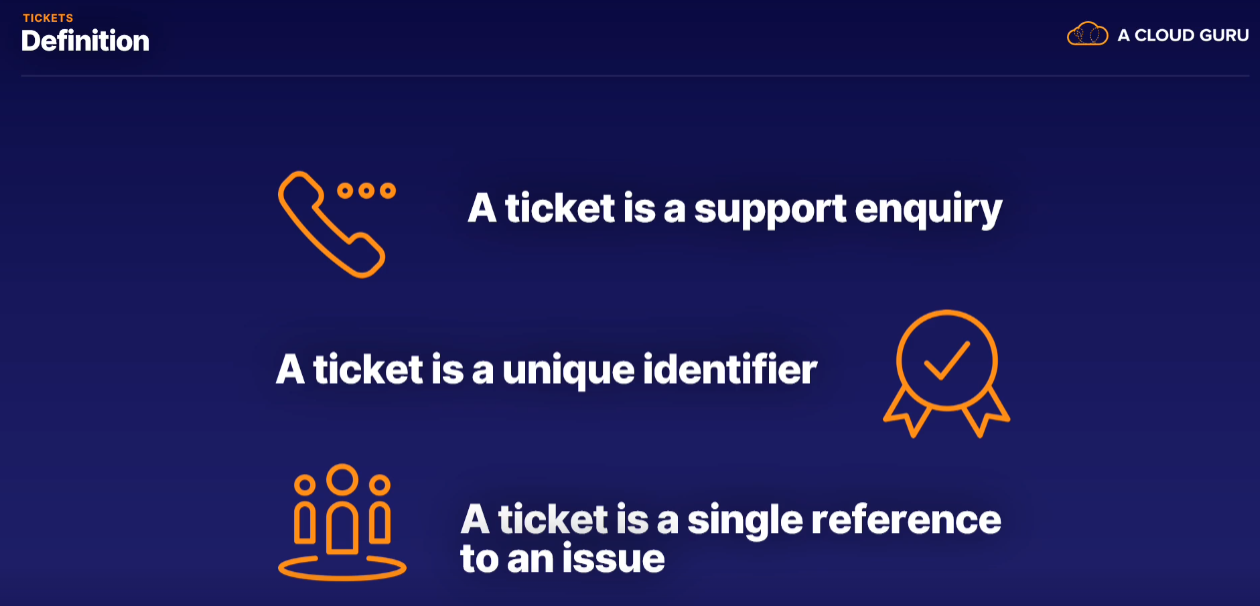 TICKETS
Definition
A CLOUD GURU
A ticket is a support enquiry
A ticket is a unique identifier
A ticket is a single reference
to an issue